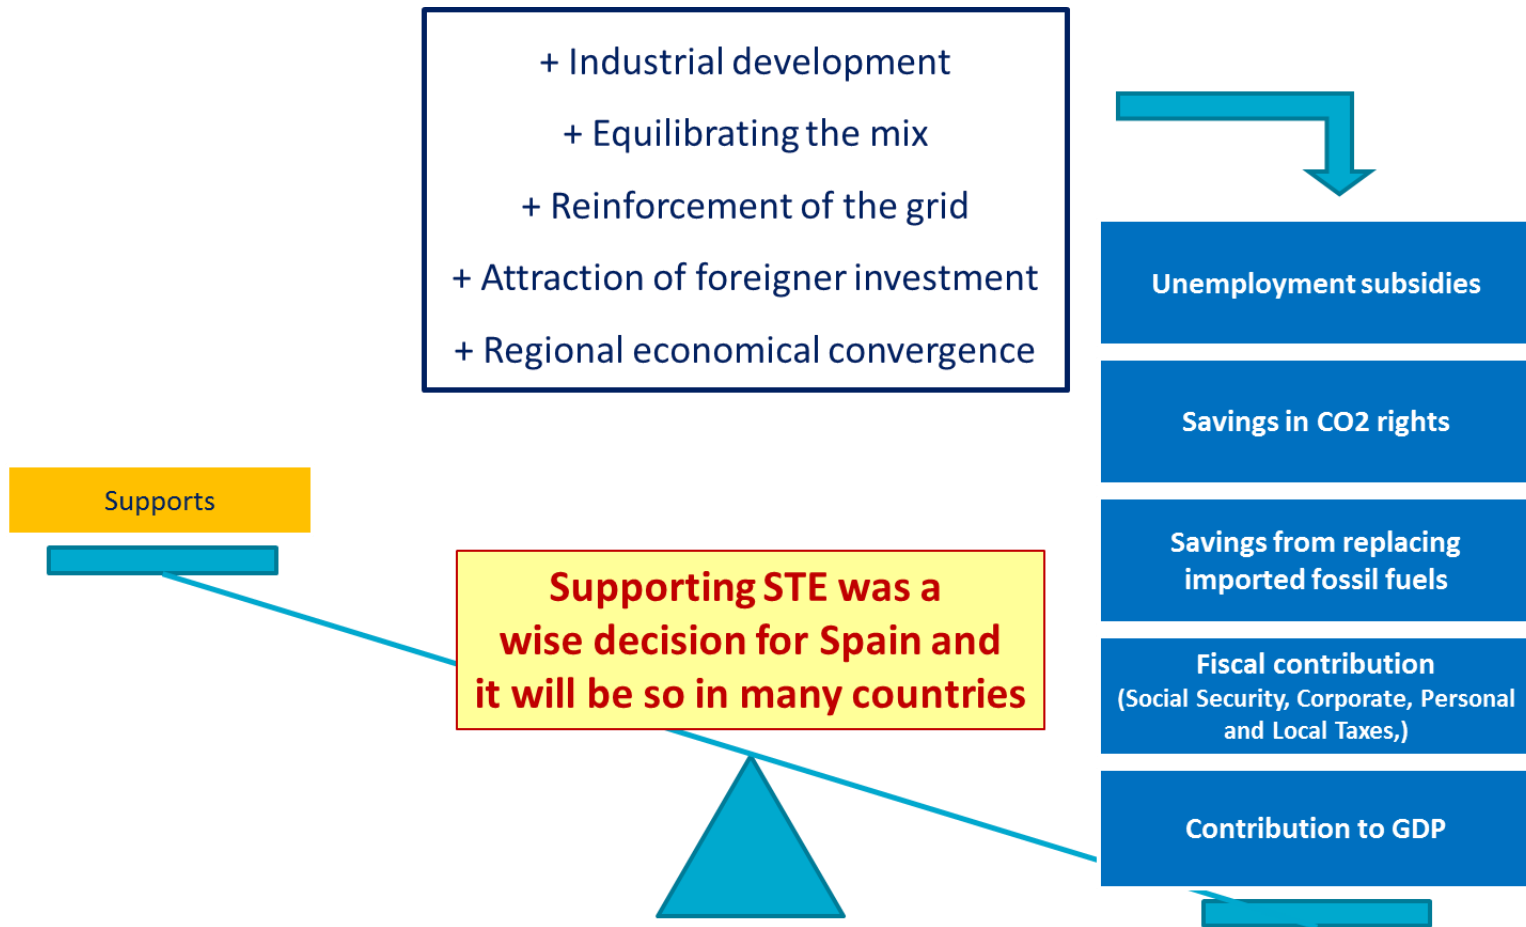 + Industrial development
+ Equilibrating the mix
+ Reinforcement of the grid
+ Attraction of foreigner investment
+ Regional economical convergence
Unemployment subsidies
Savings in CO2 rights
Supports
Savings from replacing
imported fossil fuels
Supporting STE was a
wise decision for Spain and
it will be so in many countries
Fiscal contribution
(Social Security, Corporate, Personal
and Local Taxes,)
Contribution to GDP